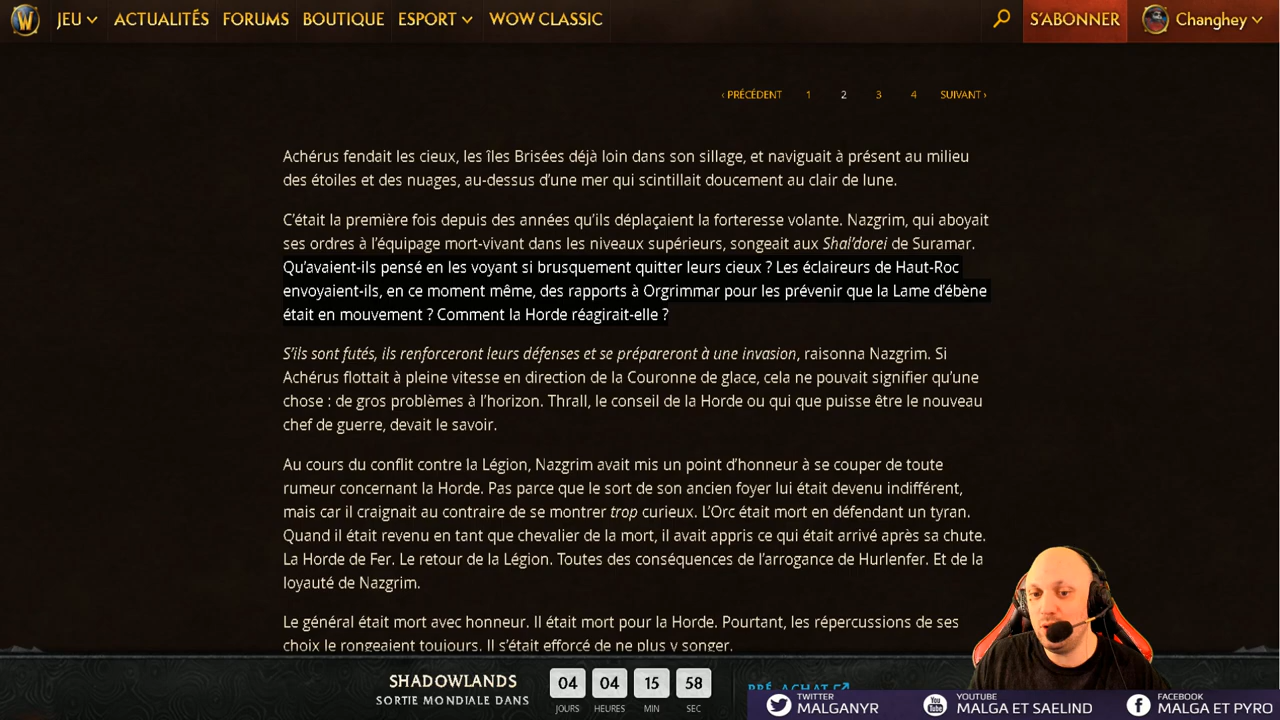 JEU
ACTUALITÉS
FORUMS
BOUTIQUE
ESPORT
WOW CLASSIC
S'ABONNER
Changhey
‹ PRÉCÉDENT 1 2 3 4 SUIVANT ›
Achérus fendait les cieux, les îles Brisées déjà loin dans son sillage, et naviguait à présent au milieu
des étoiles et des nuages, au-dessus d'une mer qui scintillait doucement au clair de lune.
C'était la première fois depuis des années qu'ils déplaçaient la forteresse volante. Nazgrim, qui aboyait
ses ordres à l'équipage mort-vivant dans les niveaux supérieurs, songeait aux Shal'dorei de Suramar.
Qu'avaient-ils pensé en les voyant si brusquement quitter leurs cieux ? Les éclaireurs de Haut-Roc
envoyaient-ils, en ce moment même, des rapports à Orgrimmar pour les prévenir que la Lame d'ébène
était en mouvement ? Comment la Horde réagirait-elle ?
S'ils sont futés, ils renforceront leurs défenses et se prépareront à une invasion, raisonna Nazgrim. Si
Achérus flottait à pleine vitesse en direction de la Couronne de glace, cela ne pouvait signifier qu'une
chose : de gros problèmes à l'horizon. Thrall, le conseil de la Horde ou qui que puisse être le nouveau
chef de guerre, devait le savoir.
Au cours du conflit contre la Légion, Nazgrim avait mis un point d'honneur à se couper de toute
rumeur concernant la Horde. Pas parce que le sort de son ancien foyer lui était devenu indifférent,
mais car il craignait au contraire de se montrer trop curieux. L'Orc était mort en défendant un tyran.
Quand il était revenu en tant que chevalier de la mort, il avait appris ce qui était arrivé après sa chute.
La Horde de Fer. Le retour de la Légion. Toutes des conséquences de l'arrogance de Hurlenfer. Et de la
loyauté de Nazgrim.
Le général était mort avec honneur. Il était mort pour la Horde. Pourtant, les répercussions de ses
choix le rongeaient toujours. Il s'était efforcé de ne plus y songer.
SHADOWLANDS
SORTIE MONDIALE DANS
04 04 15 58
JOURS HEURES MIN SEC
PRÉ-ACHAT
TWITTER
MALGANYR
YOUTUBE
MALGA ET SAELIND
FACEBOOK
MALGA ET PYRO